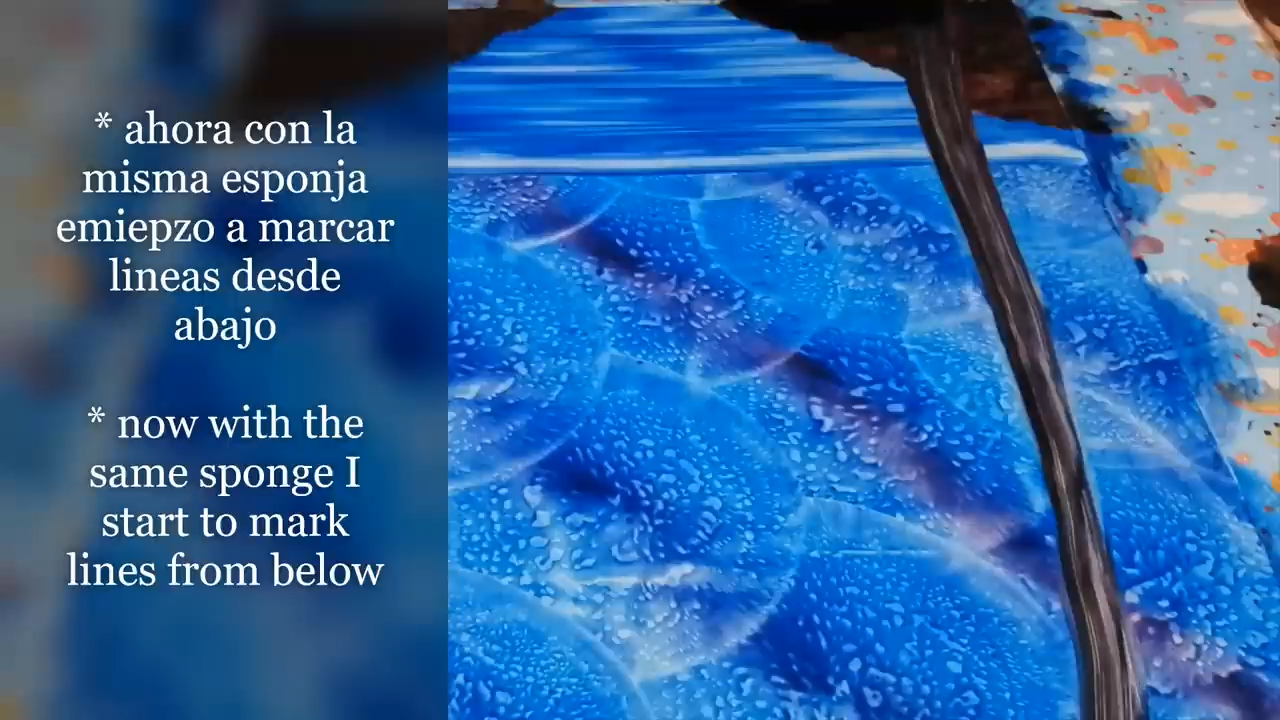 * ahora con la
misma esponja
emiepzo a marcar
lineas desde
abajo
* now with the
same sponge I
start to mark
lines from below